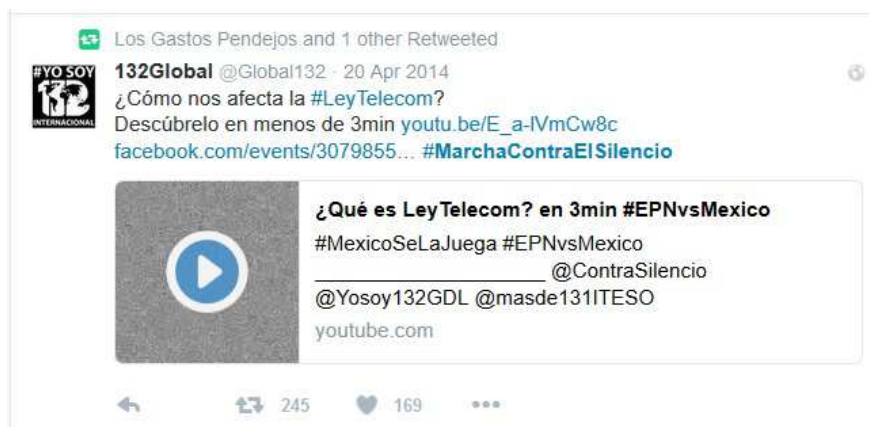 Los Gastos Pendejos and 1 other Retweeted
#YO SOY
132
INTERNACIONAL
132Global @Global132 · 20 Apr 2014
¿Cómo nos afecta la #LeyTelecom?
Descúbrelo en menos de 3min youtu.be/E_a-lVmCw8c
facebook.com/events/3079855... #MarchaContraElSilencio
¿Qué es LeyTelecom? en 3min #EPNvsMexico
#MexicoSeLaJuega #EPNvsMexico
_____________________ @ContraSilencio
@Yosoy132GDL @masde131ITESO
youtube.com
245 169